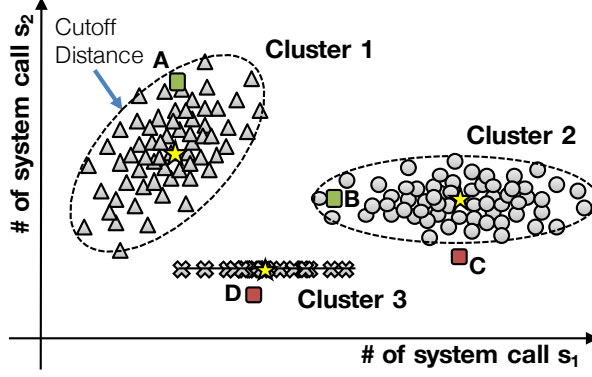 Cutoff
Distance
A
Cluster 1
Cluster 2
B
C
D
Cluster 3
# of system call s2
# of system call s1